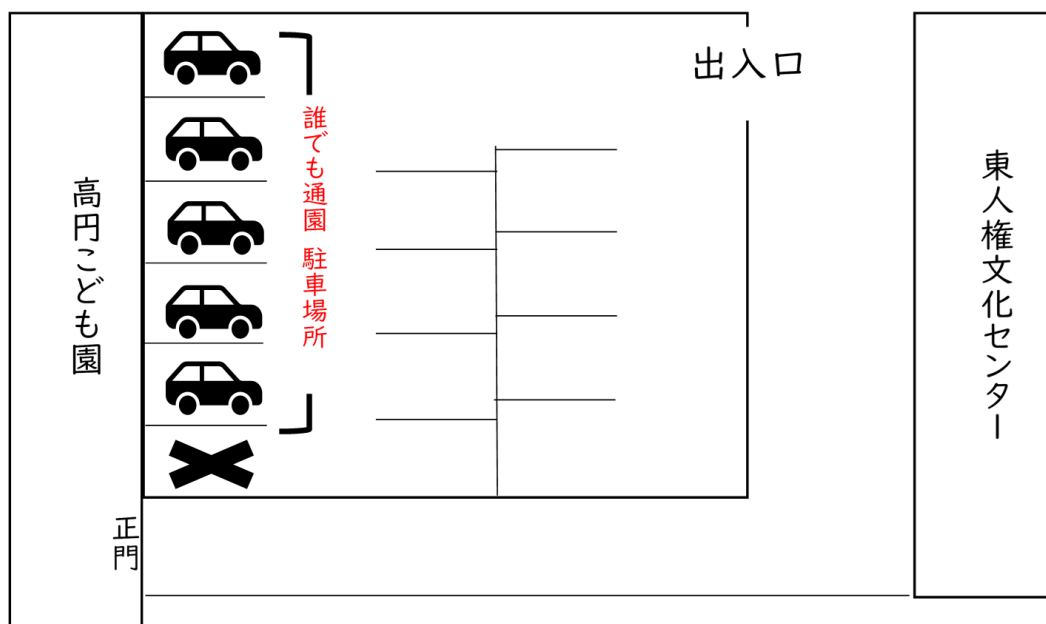 高円こども園
誰でも通園 駐車場所
出入口
東人権文化センター
正門